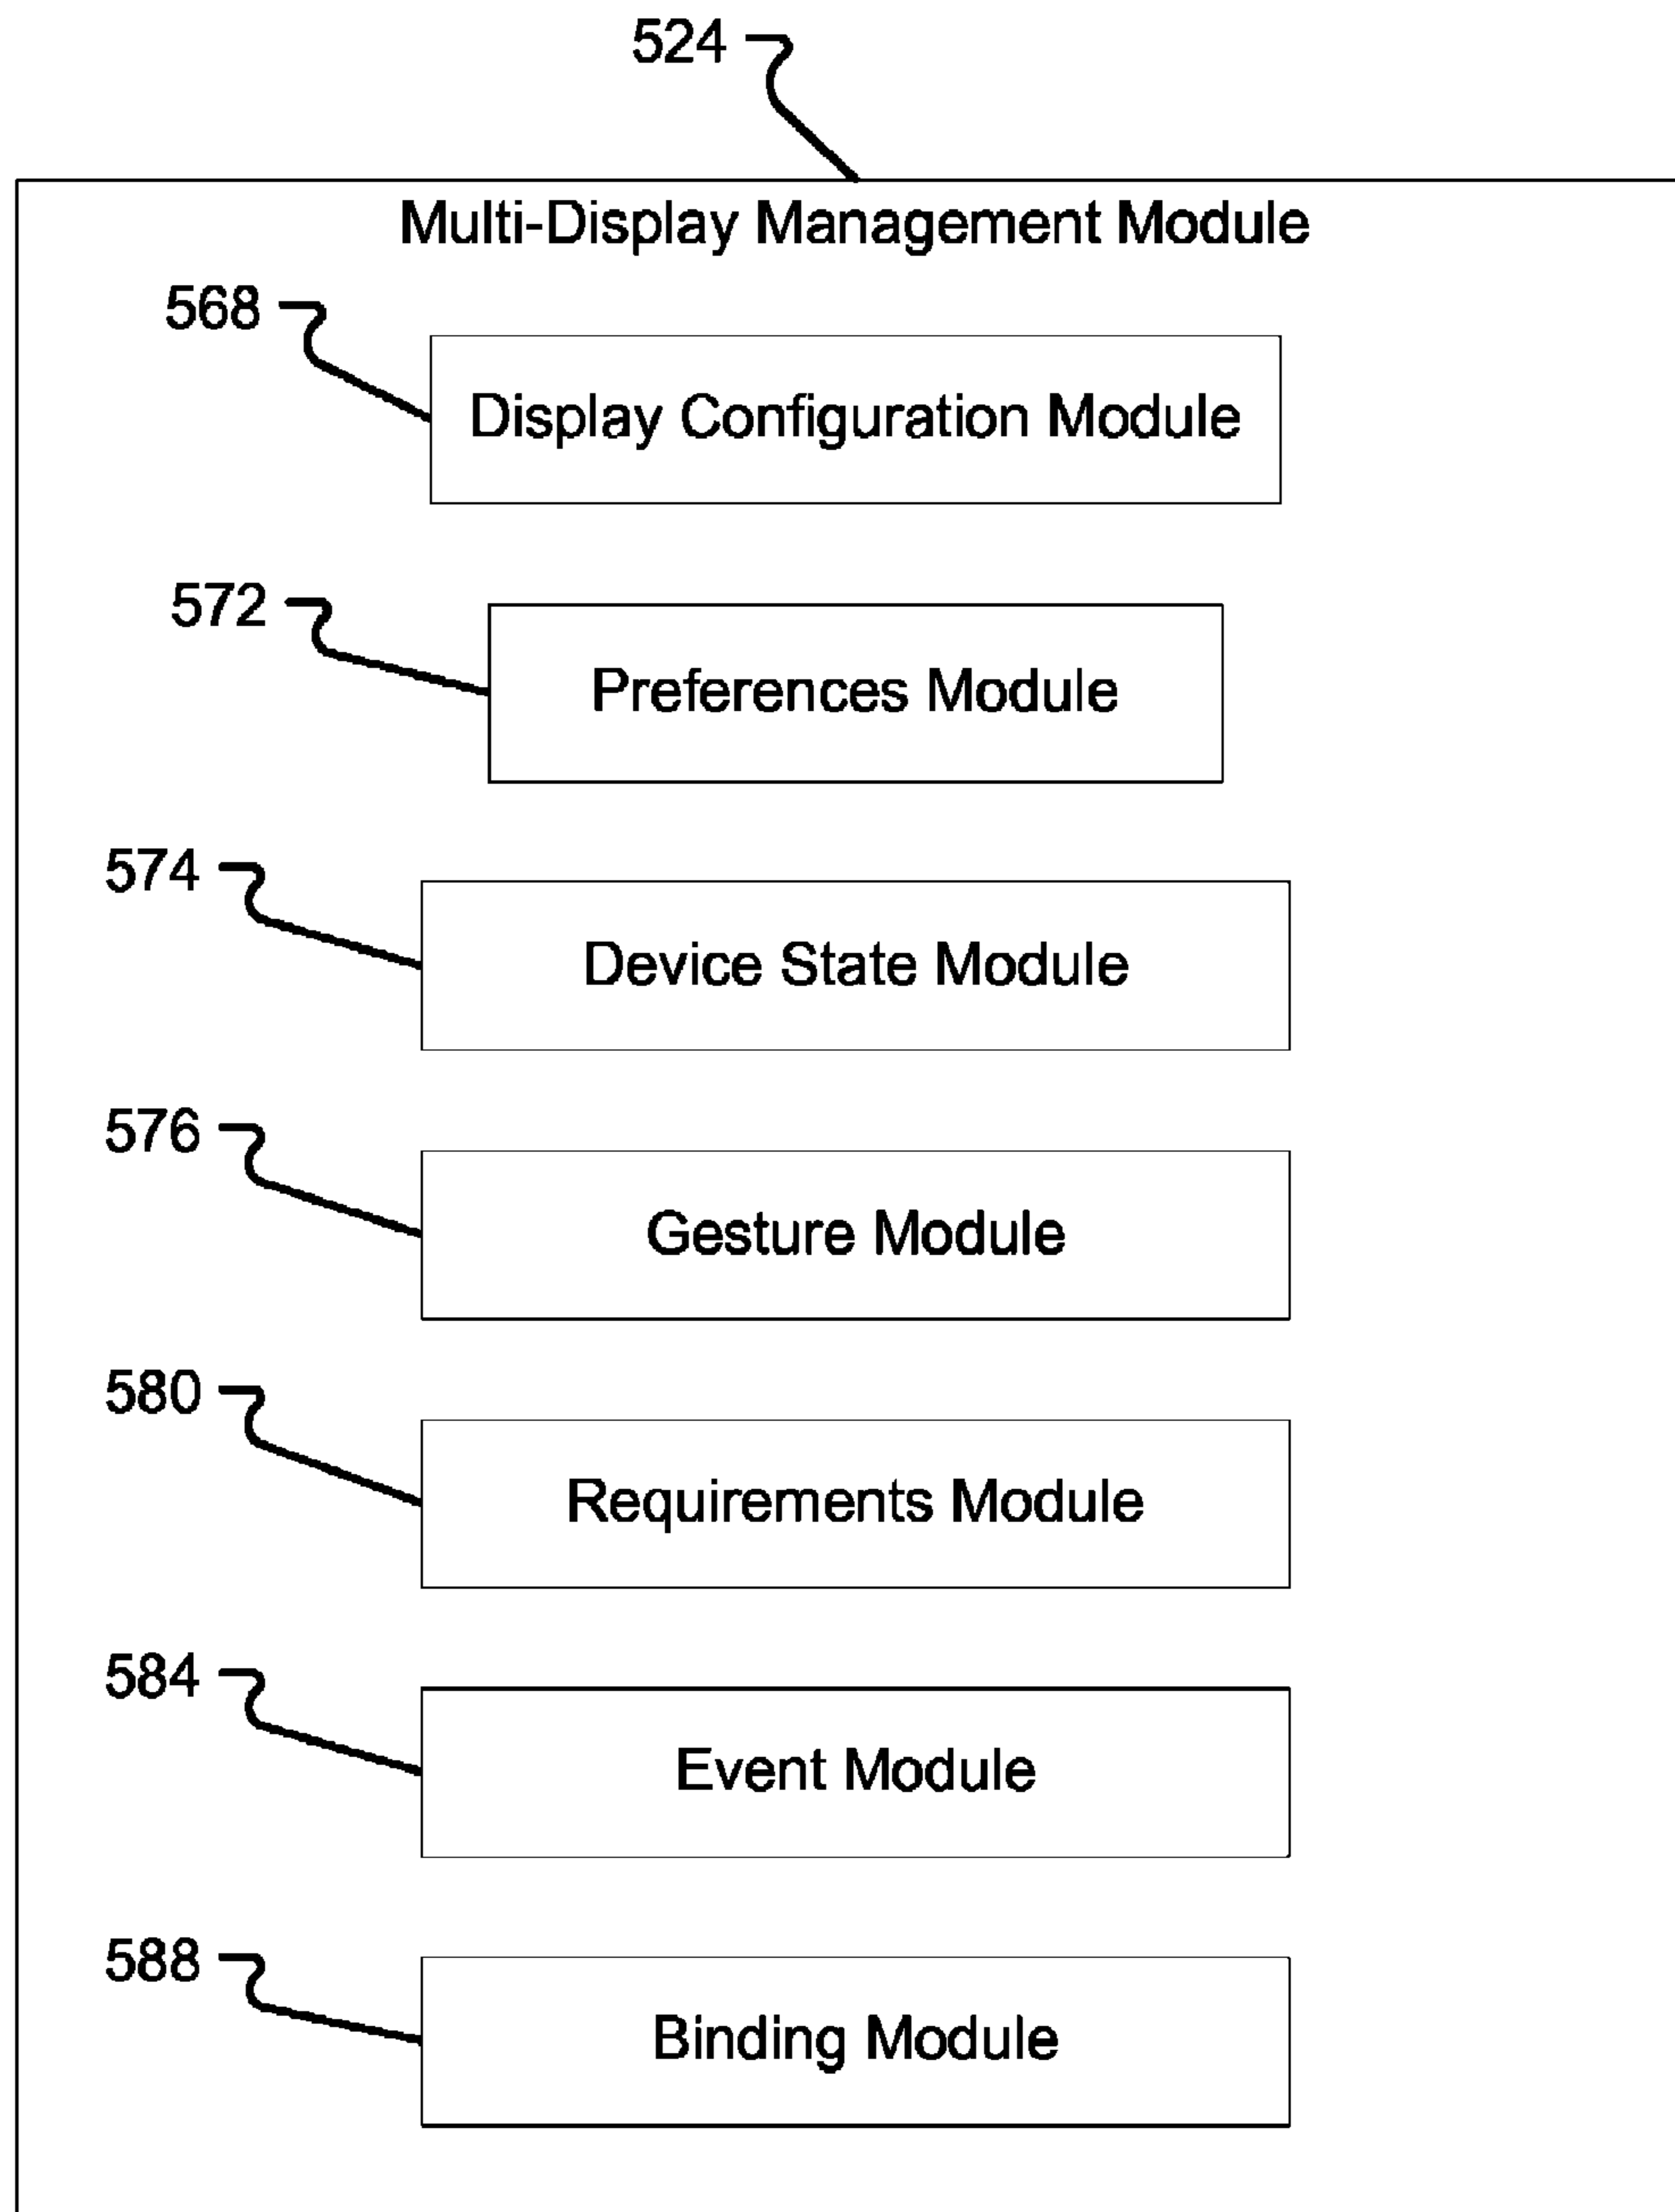 524
Multi-Display Management Module
568
Display Configuration Module
572
Preferences Module
574
Device State Module
576
Gesture Module
580
Requirements Module
584
Event Module
588
Binding Module